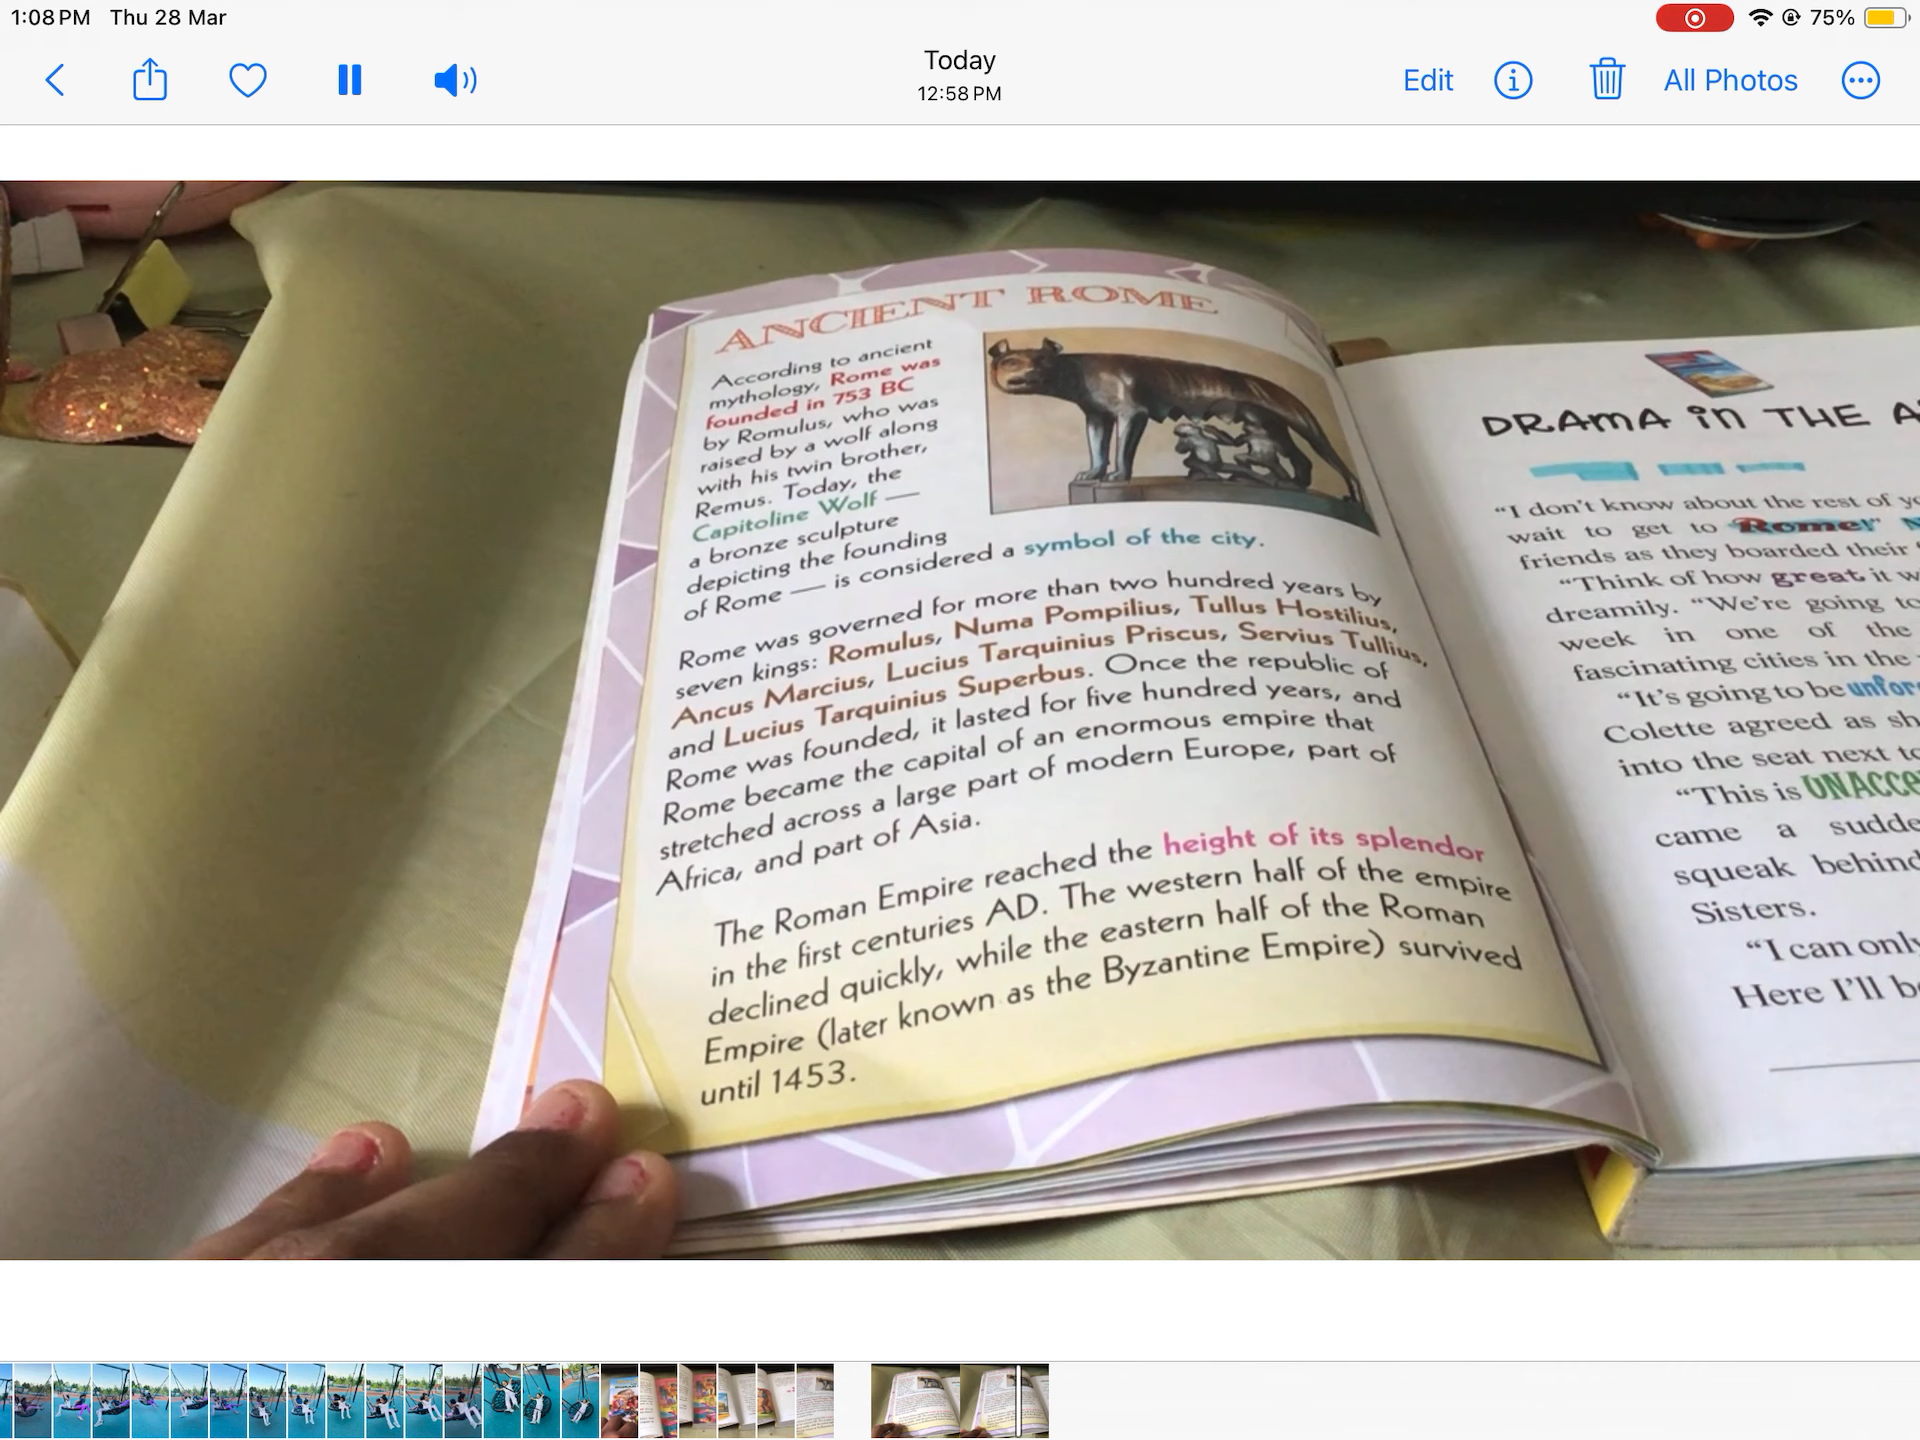 1:08 PM Thu 28 Mar
75%
Today
12:58 PM
Edit
All Photos
ANCIENT ROME
According to ancient
mythology, Rome was
founded in 753 BC
by Romulus, who was
raised by a wolf along
with his twin brother,
Remus. Today, the
Capitoline Wolf —
a bronze sculpture
depicting the founding
of Rome — is considered a symbol of the city.
Rome was governed for more than two hundred years by
seven kings: Romulus, Numa Pompilius, Tullus Hostilius,
Ancus Marcius, Lucius Tarquinius Priscus, Servius Tullius,
and Lucius Tarquinius Superbus. Once the republic of
Rome was founded, it lasted for five hundred years, and
Rome became the capital of an enormous empire that
stretched across a large part of modern Europe, part of
Africa, and part of Asia.
The Roman Empire reached the height of its splendor
in the first centuries AD. The western half of the empire
declined quickly, while the eastern half of the Roman
Empire (later known as the Byzantine Empire) survived
until 1453.
DRAMA iN THE
"I don't know about the rest of
wait to get to Rome!"
friends as they boarded their
"Think of how great it
dreamily. "We're going to
week in one of the
fascinating cities in the
"It's going to be
Colette agreed as
into the seat next to
"This is
came a
squeak behind
Sisters.
"I can only
Here I'll